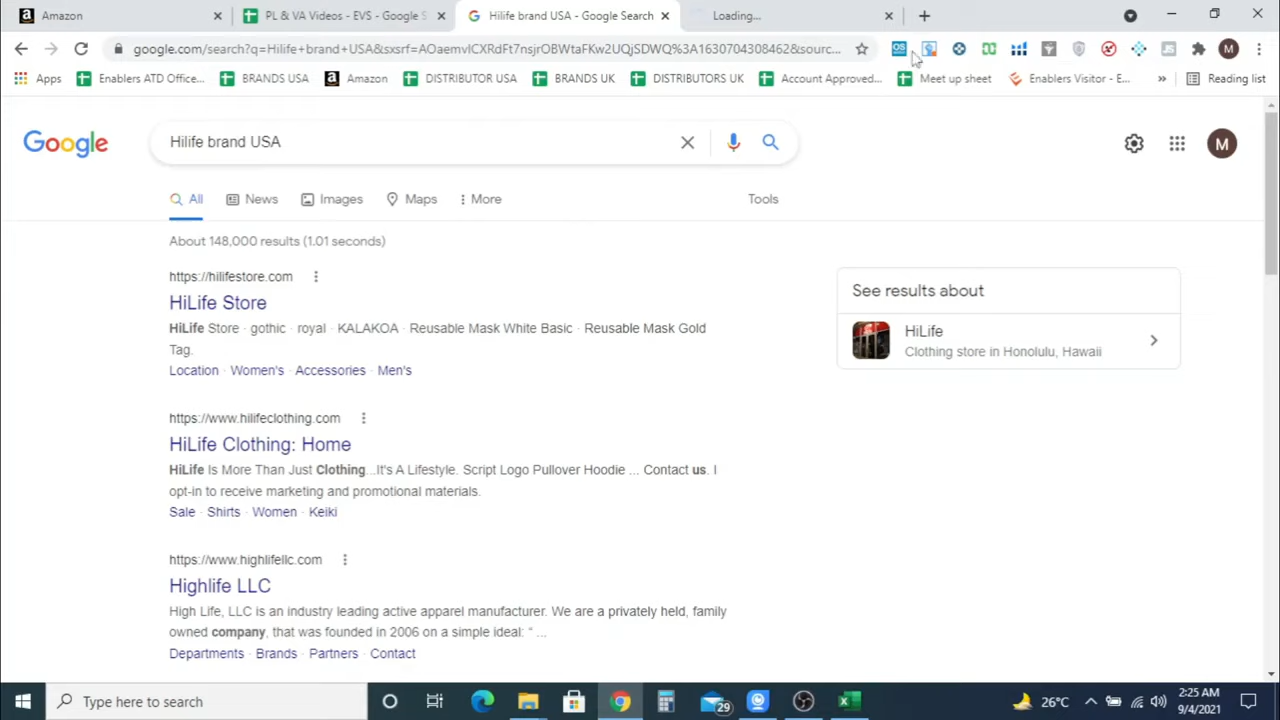 Amazon
PL & VA Videos - EVS - Google S
Hilife brand USA - Google Search
Loading...
google.com/search?q=Hilife+brand+USA&sxsrf=AOaemvICXRdFt7nsjrOBWtaFKw2UQjSDWQ%3A1630704308462&sourc...
Apps
Enablers ATD Office...
BRANDS USA
Amazon
DISTRIBUTOR USA
BRANDS UK
DISTRIBUTORS UK
Account Approved...
Meet up sheet
Enablers Visitor - E...
»
Reading list
Google
Hilife brand USA
M
All
News
Images
Maps
More
Tools
About 148,000 results (1.01 seconds)
https://hilifestore.com
HiLife Store
HiLife Store · gothic · royal · KALAKOA · Reusable Mask White Basic · Reusable Mask Gold
Tag.
Location · Women's · Accessories · Men's
https://www.hilifeclothing.com
HiLife Clothing: Home
HiLife Is More Than Just Clothing...It's A Lifestyle. Script Logo Pullover Hoodie ... Contact us. I
opt-in to receive marketing and promotional materials.
Sale · Shirts · Women · Keiki
https://www.highlifellc.com
Highlife LLC
High Life, LLC is an industry leading active apparel manufacturer. We are a privately held, family
owned company, that was founded in 2006 on a simple ideal: “ ...
Departments · Brands · Partners · Contact
See results about
HiLife
Clothing store in Honolulu, Hawaii
Type here to search
29
26°C
2:25 AM
9/4/2021